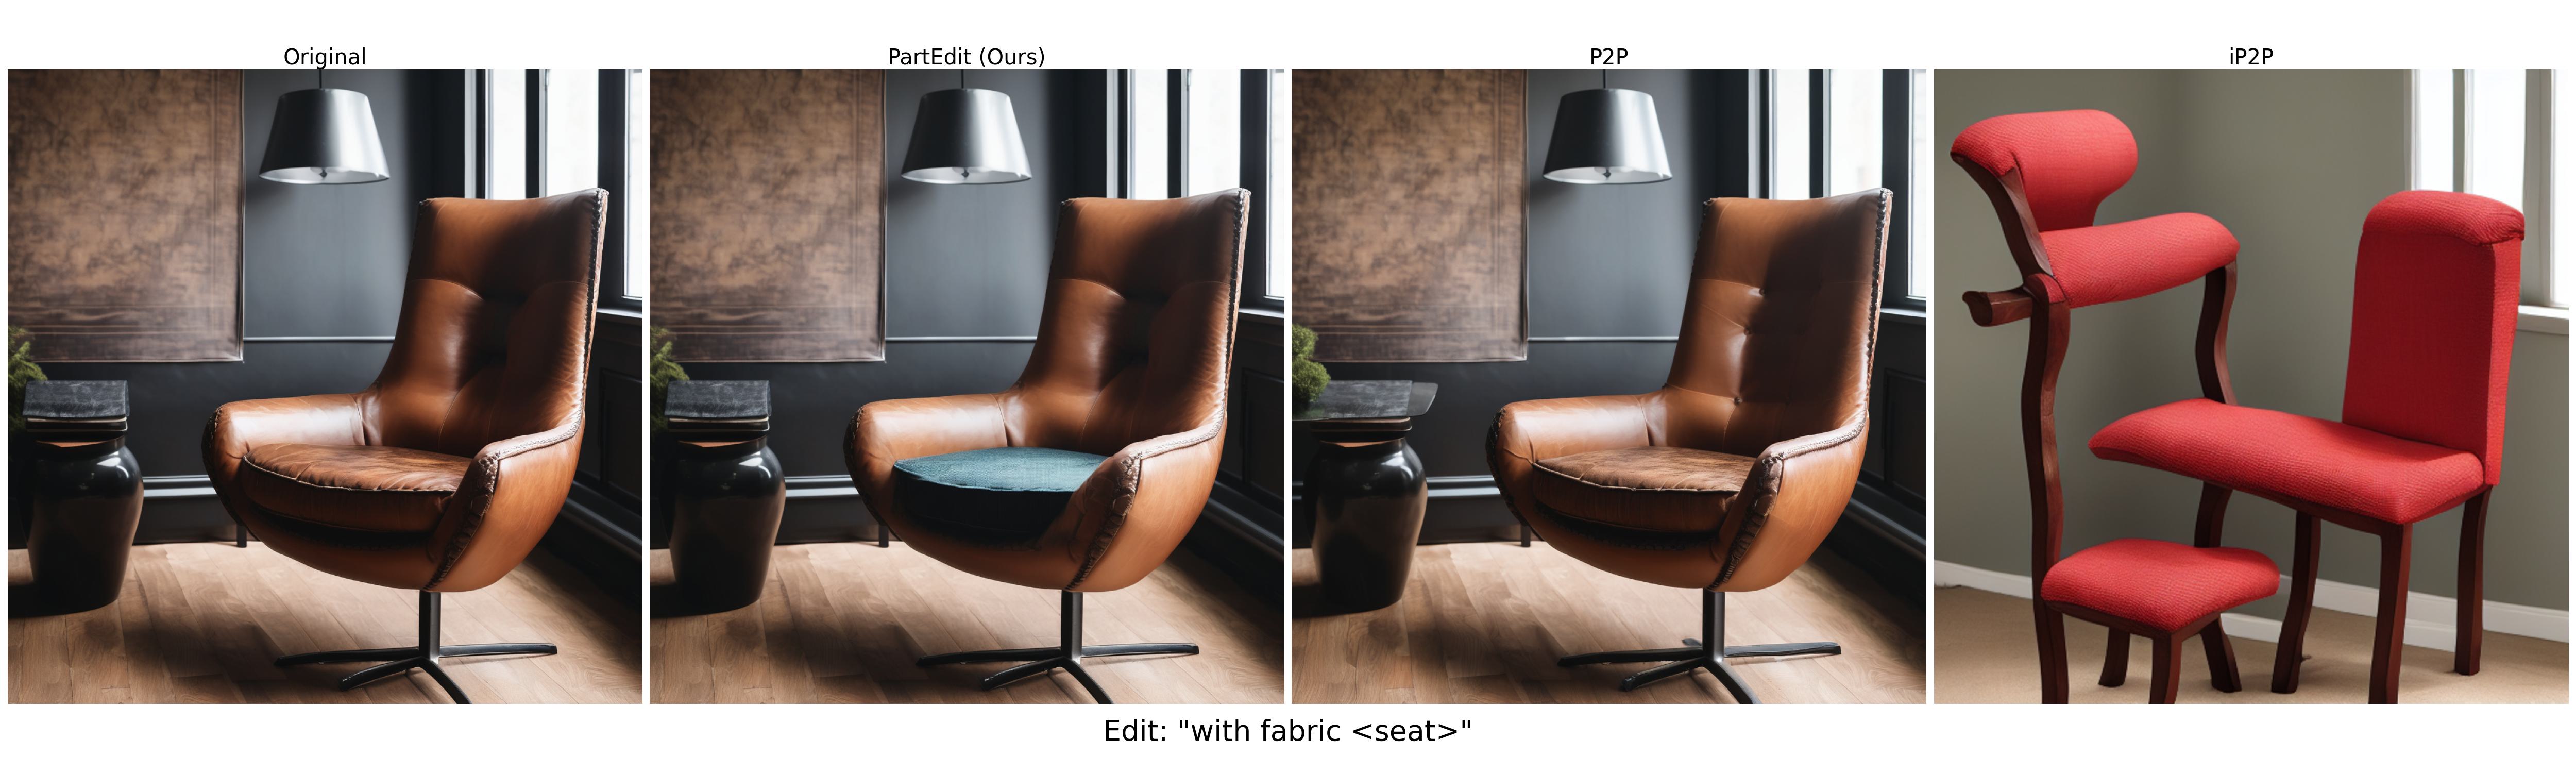 Original
PartEdit (Ours)
P2P
iP2P
Edit: "with fabric <seat>"